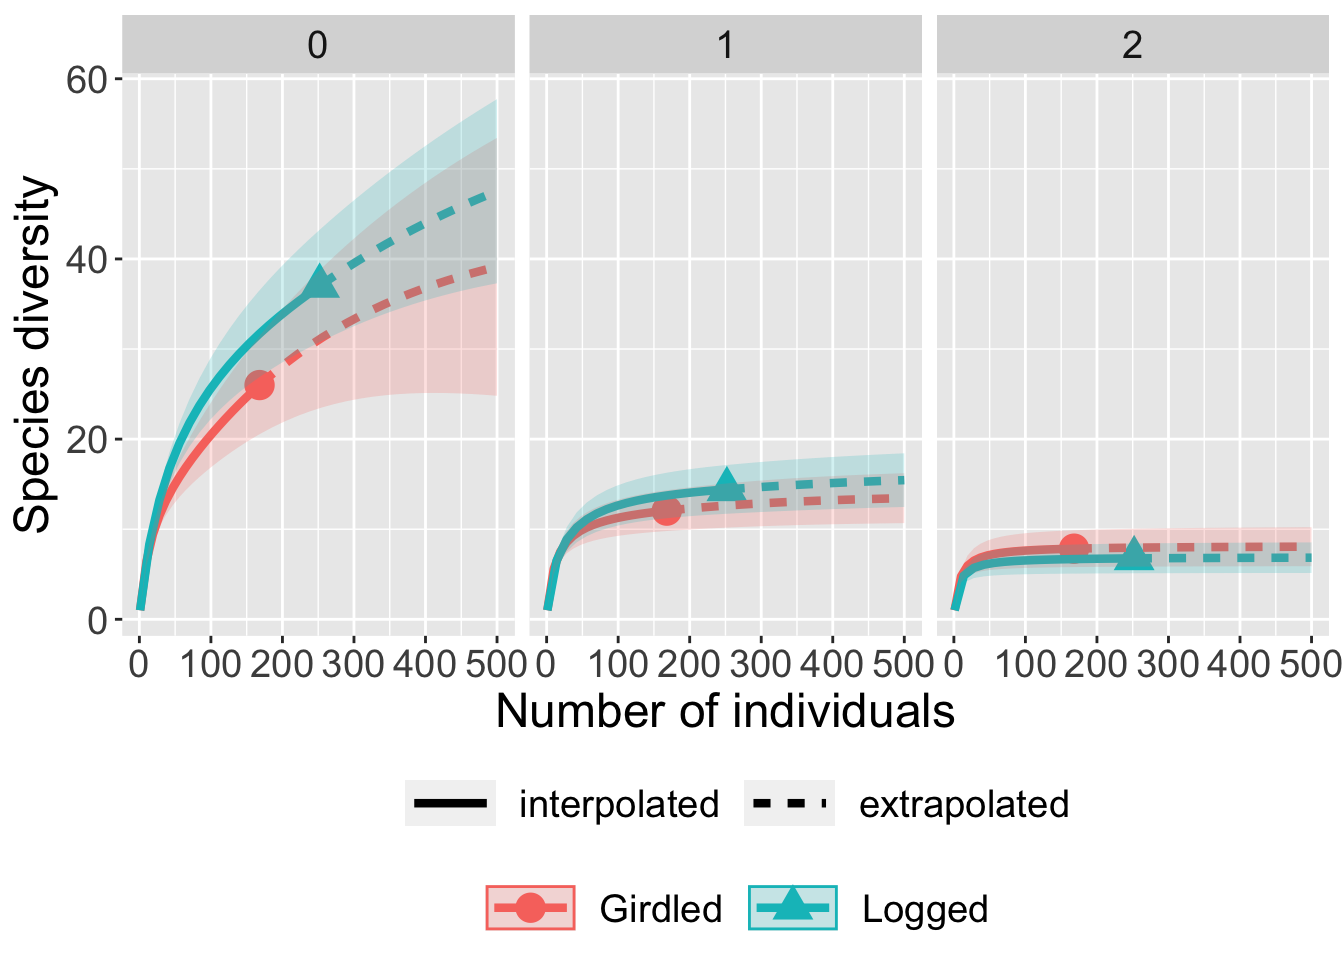 0 1 2
60
40
20
0
Species diversity
0 100 200 300 400 500 0 100 200 300 400 500 0 100 200 300 400 500
Number of individuals
interpolated extrapolated
Girdled Logged